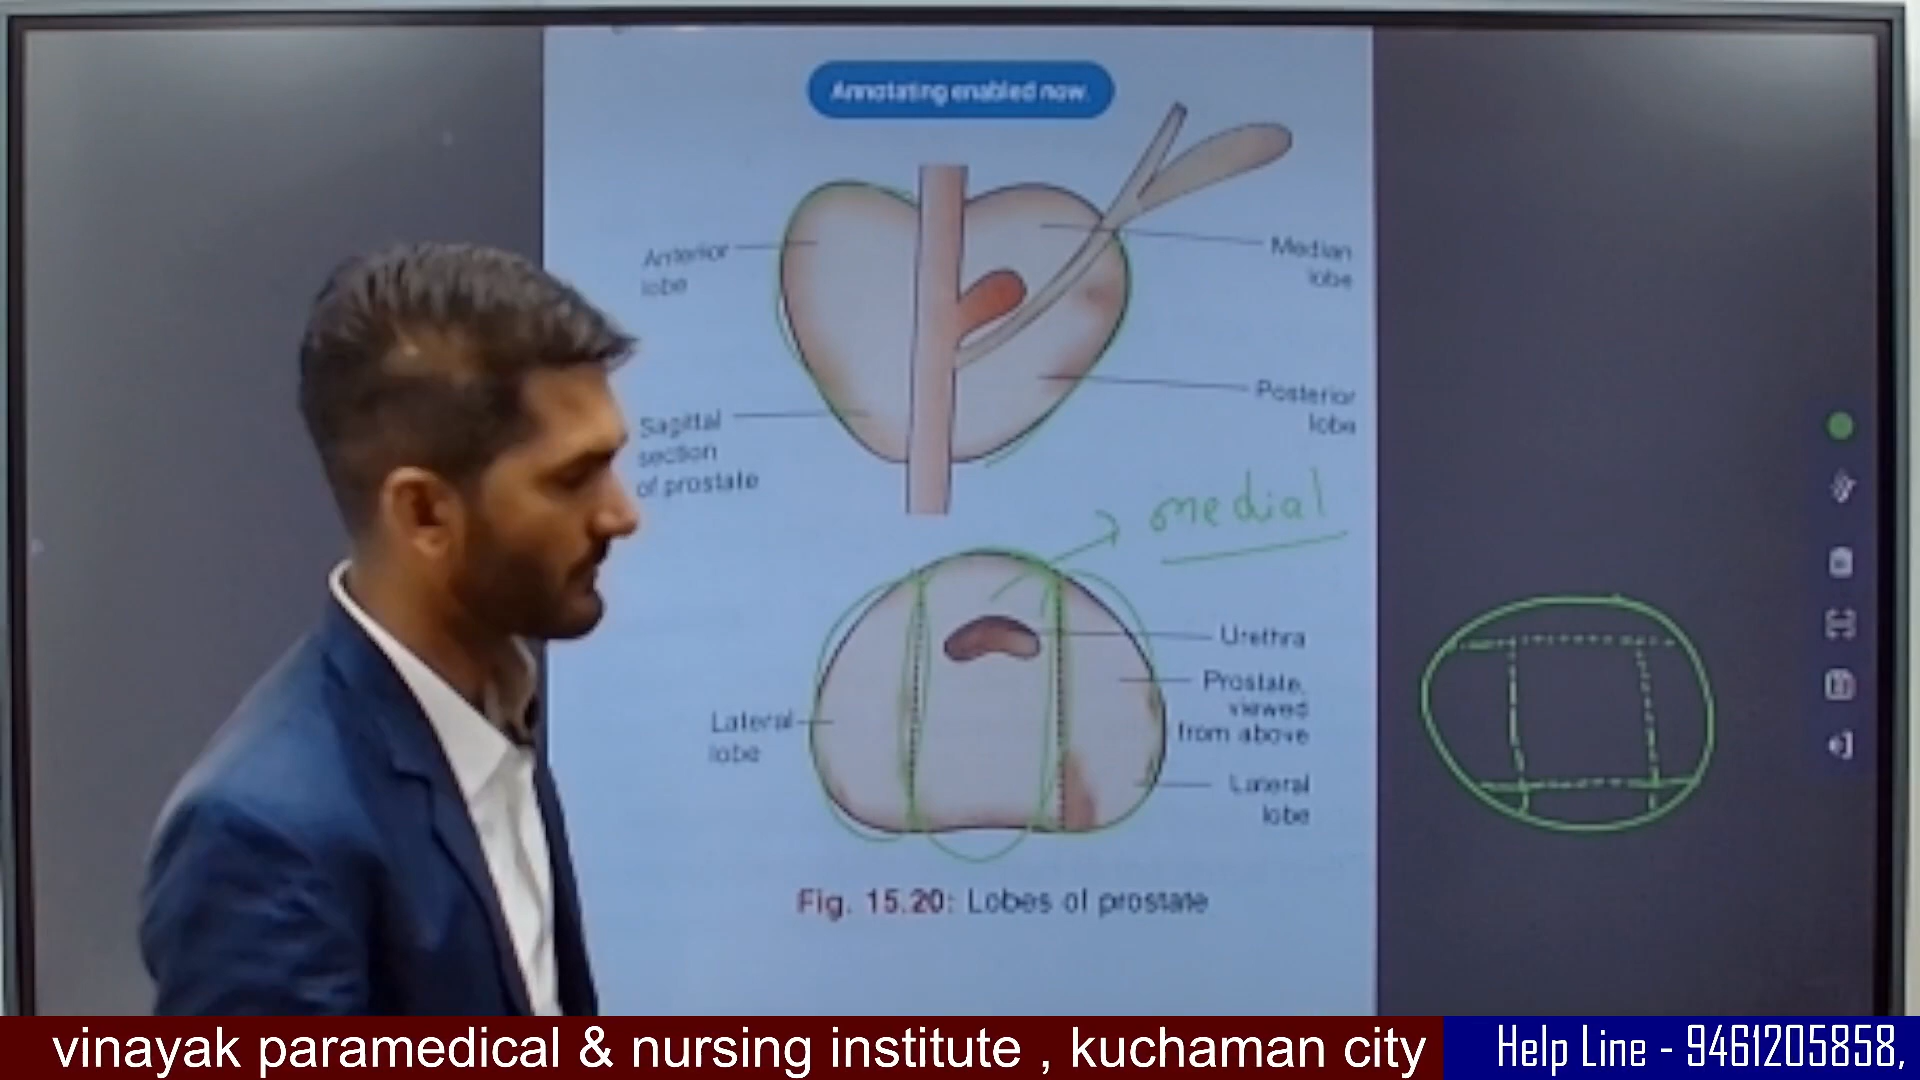 Annotating enabled now.
Anterior
lobe
Median
lobe
Sagittal
section
of prostate
Posterior
lobe
medial
Urethra
Prostate,
viewed
from above
Lateral
lobe
Lateral
lobe
Fig. 15.20: Lobes of prostate
vinayak paramedical & nursing institute , kuchaman city
Help Line - 9461205858,